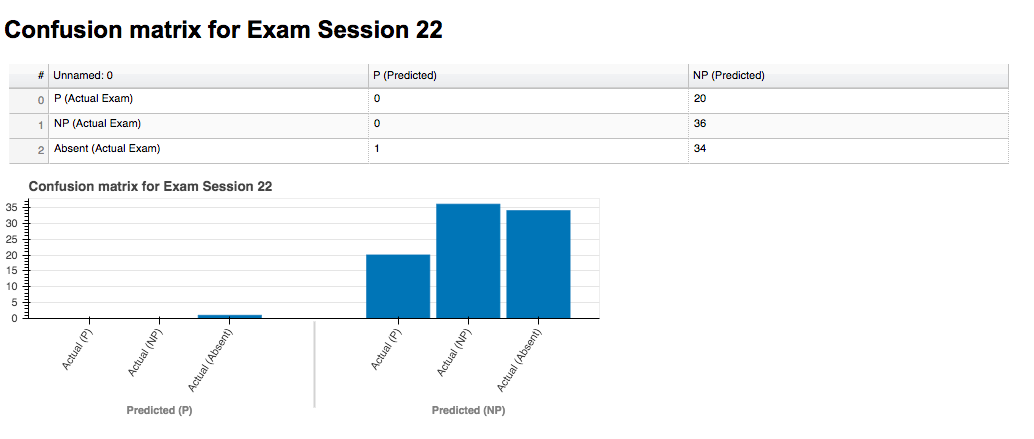 Confusion matrix for Exam Session 22
# Unnamed: 0 P (Predicted) NP (Predicted)
0 P (Actual Exam) 0 20
1 NP (Actual Exam) 0 36
2 Absent (Actual Exam) 1 34
Confusion matrix for Exam Session 22
35
30
25
20
15
10
5
0
Actual (P) Actual (NP) Actual (Absent) Actual (P) Actual (NP) Actual (Absent)
Predicted (P) Predicted (NP)